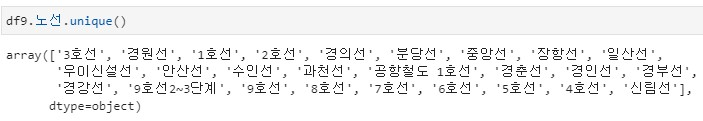 df9.노선.unique()
array(['3호선', '경원선', '1호선', '2호선', '경의선', '분당선', '중앙선', '장항선', '일산선',
'우이신설선', '안산선', '수인선', '과천선', '공항철도 1호선', '경춘선', '경인선', '경부선',
'경강선', '9호선2~3단계', '9호선', '8호선', '7호선', '6호선', '5호선', '4호선', '신림선'],
dtype=object)